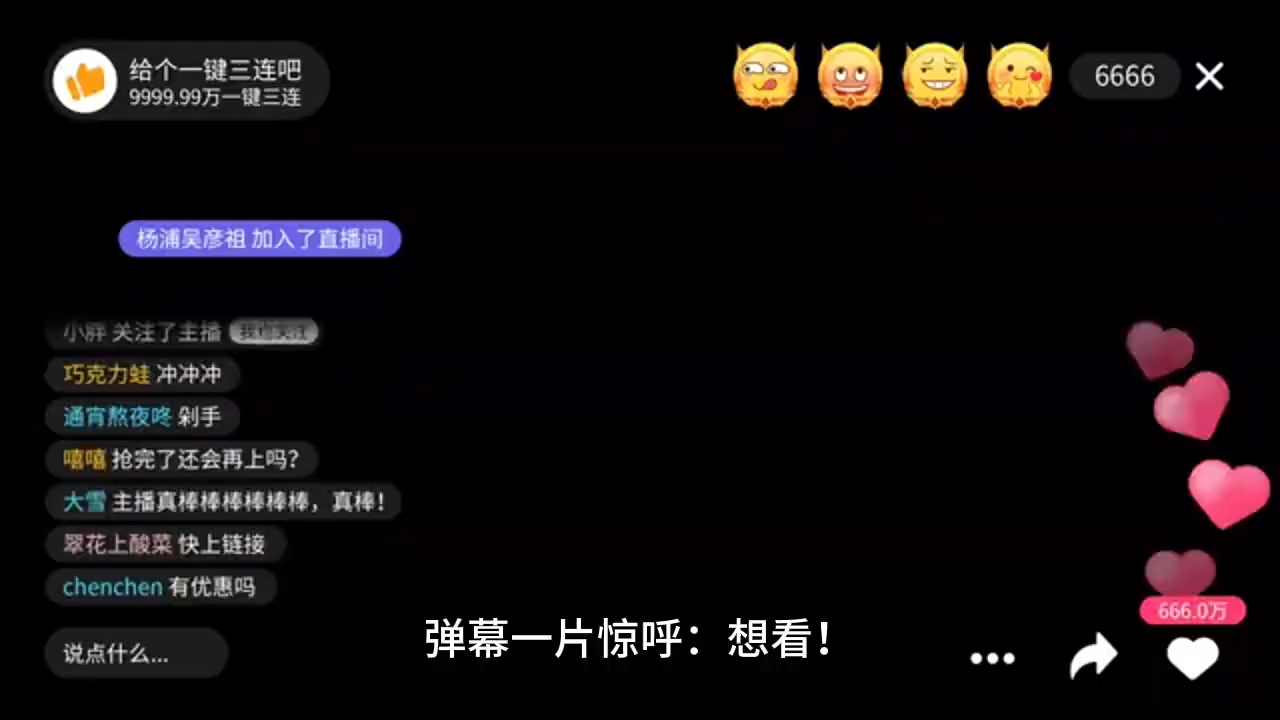 给个一键三连吧
9999.99万一键三连
6666
杨浦吴彦祖 加入了直播间
小胖 关注了主播
巧克力蛙 冲冲冲
通宵熬夜咚 剁手
嘻嘻 抢完了还会再上吗?
大雪 主播真棒棒棒棒棒棒，真棒!
翠花上酸菜 快上链接
chenchen 有优惠吗
666.0万
说点什么...
弹幕一片惊呼：想看！